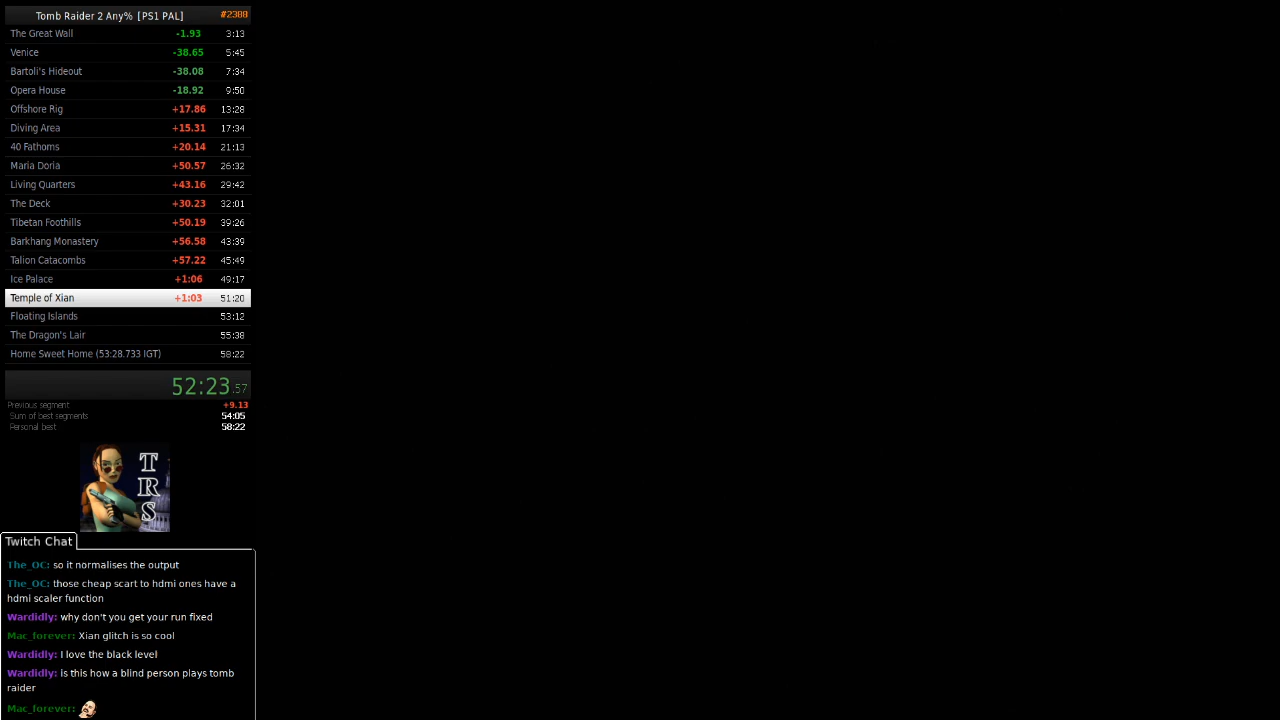 Tomb Raider 2 Any% [PS1 PAL] #2388
The Great Wall -1.93 3:13
Venice -38.65 5:45
Bartoli's Hideout -38.08 7:34
Opera House -18.92 9:50
Offshore Rig +17.86 13:28
Diving Area +15.31 17:34
40 Fathoms +20.14 21:13
Maria Doria +50.57 26:32
Living Quarters +43.16 29:42
The Deck +30.23 32:01
Tibetan Foothills +50.19 39:26
Barkhang Monastery +56.58 43:39
Talion Catacombs +57.22 45:49
Ice Palace +1:06 49:17
Temple of Xian +1:03 51:20
Floating Islands 53:12
The Dragon's Lair 55:38
Home Sweet Home (53:28.733 IGT) 58:22
52:23.57
Previous segment +9.13
Sum of best segments 54:05
Personal best 58:22
T
R
S
Twitch Chat
The_OC: so it normalises the output
The_OC: those cheap scart to hdmi ones have a
hdmi scaler function
Wardidly: why don't you get your run fixed
Mac_forever: Xian glitch is so cool
Wardidly: I love the black level
Wardidly: is this how a blind person plays tomb
raider
Mac_forever: